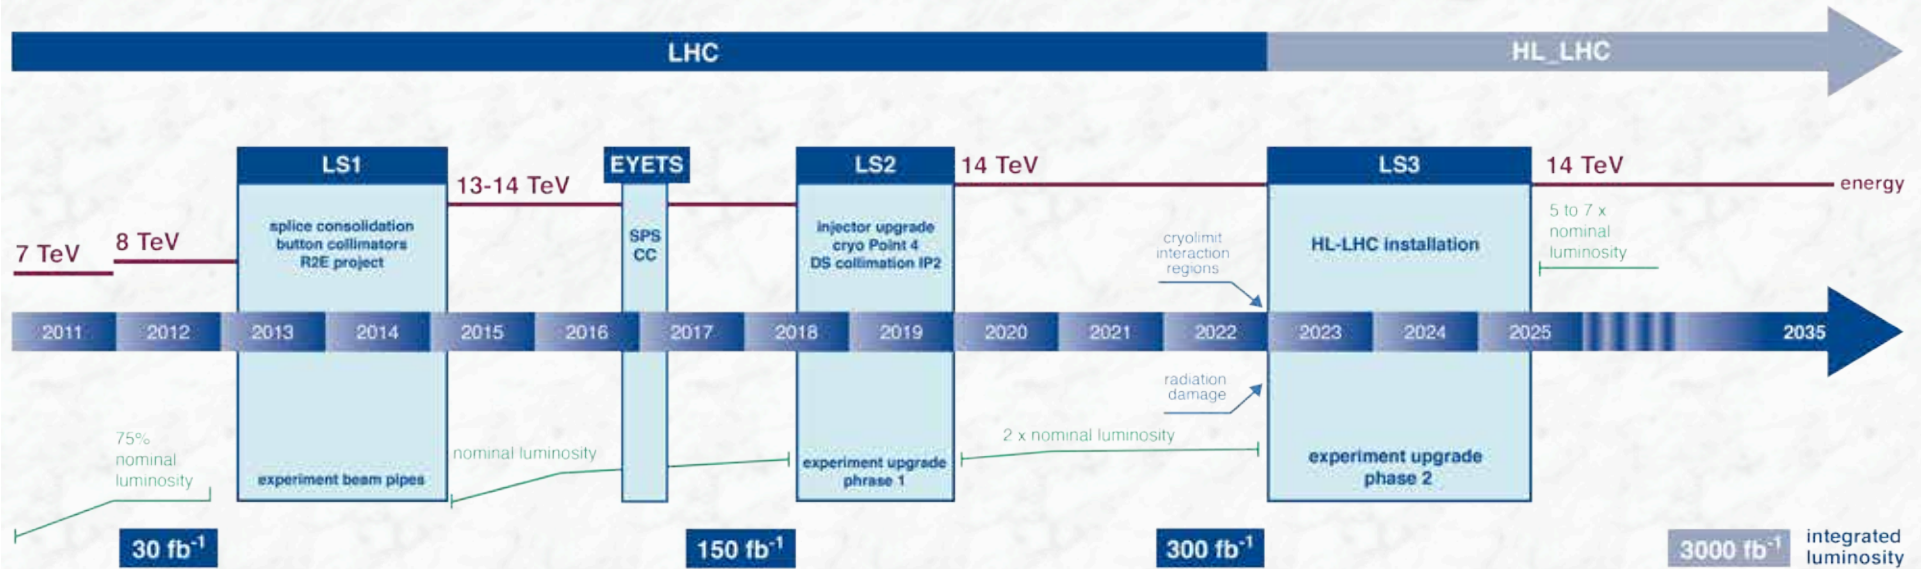 LHC
HL_LHC
LS1
EYETS
LS2
14 TeV
LS3
14 TeV
energy
7 TeV
8 TeV
13-14 TeV
splice consolidation
button collimators
R2E project
SPS
CC
injector upgrade
cryo Point 4
DS collimation IP2
cryolimit
interaction
regions
HL-LHC installation
5 to 7 x
nominal
luminosity
2011
2012
2013
2014
2015
2016
2017
2018
2019
2020
2021
2022
2023
2024
2025
2035
radiation
damage
75%
nominal
luminosity
experiment beam pipes
nominal luminosity
experiment upgrade
phrase 1
2 x nominal luminosity
experiment upgrade
phase 2
30 fb⁻¹
150 fb⁻¹
300 fb⁻¹
3000 fb⁻¹
integrated
luminosity